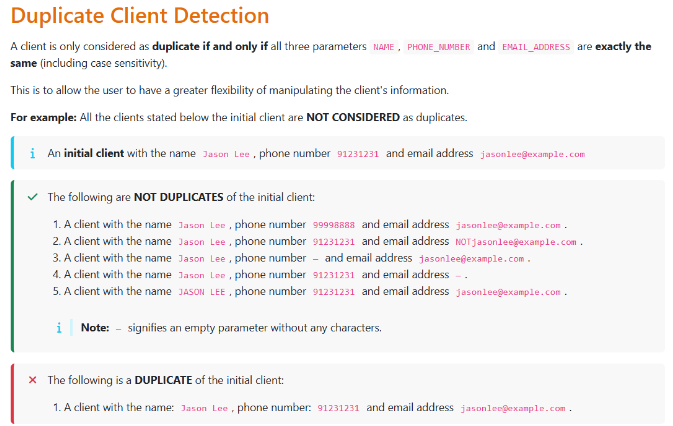 Duplicate Client Detection
A client is only considered as duplicate if and only if all three parameters NAME , PHONE_NUMBER and EMAIL_ADDRESS are exactly the
same (including case sensitivity).
This is to allow the user to have a greater flexibility of manipulating the client's information.
For example: All the clients stated below the initial client are NOT CONSIDERED as duplicates.
i An initial client with the name Jason Lee , phone number 91231231 and email address jasonlee@example.com
The following are NOT DUPLICATES of the initial client:
1. A client with the name Jason Lee , phone number 99998888 and email address jasonlee@example.com .
2. A client with the name Jason Lee , phone number 91231231 and email address NOTjasonlee@example.com .
3. A client with the name Jason Lee , phone number – and email address jasonlee@example.com .
4. A client with the name Jason Lee , phone number 91231231 and email address – .
5. A client with the name JASON LEE , phone number 91231231 and email address jasonlee@example.com .
i Note: – signifies an empty parameter without any characters.
The following is a DUPLICATE of the initial client:
1. A client with the name: Jason Lee , phone number: 91231231 and email address jasonlee@example.com .